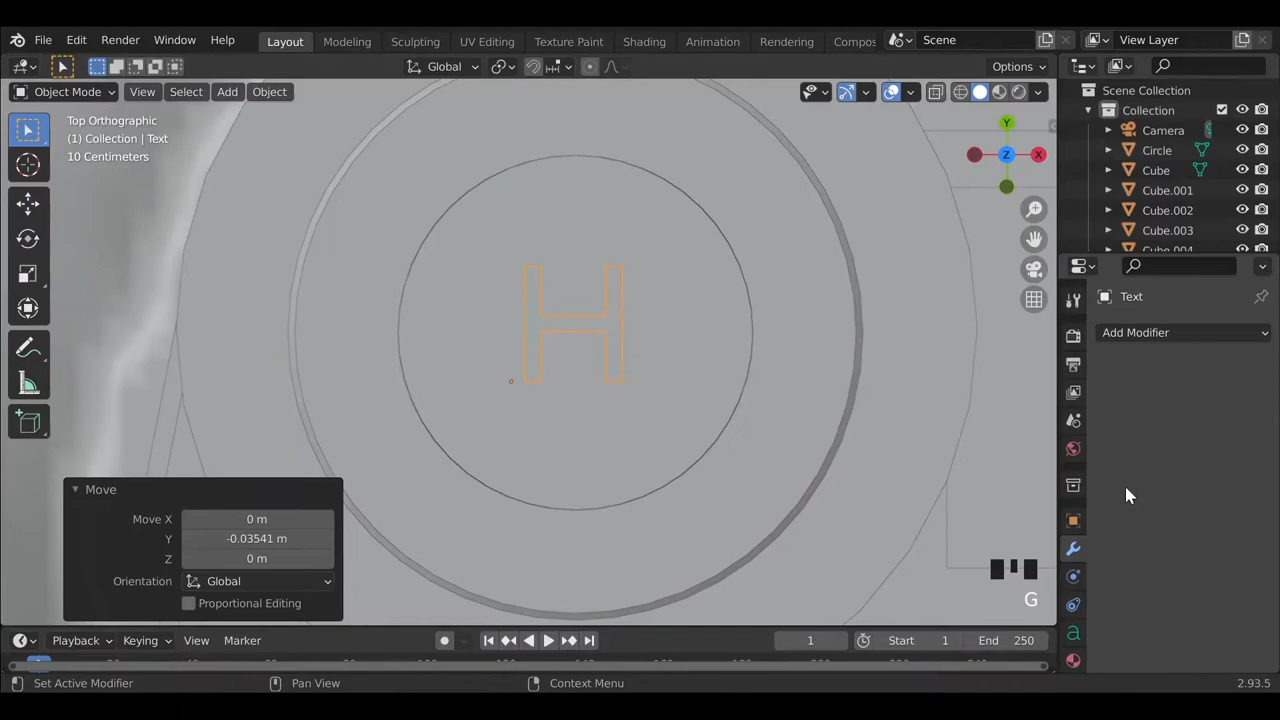 File Edit Render Window Help Layout Modeling Sculpting UV Editing Texture Paint Shading Animation Rendering Compos Scene View Layer
Global Options
Object Mode View Select Add Object
Top Orthographic
(1) Collection | Text
10 Centimeters
Y
Z
X
H
Scene Collection
Collection
Camera
Circle
Cube
Cube.001
Cube.002
Cube.003
Cube.004
Text
Add Modifier
Move
Move X 0 m
Y -0.03541 m
Z 0 m
Orientation Global
Proportional Editing
G
Playback Keying View Marker 1 Start 1 End 250
Set Active Modifier Pan View Context Menu 2.93.5